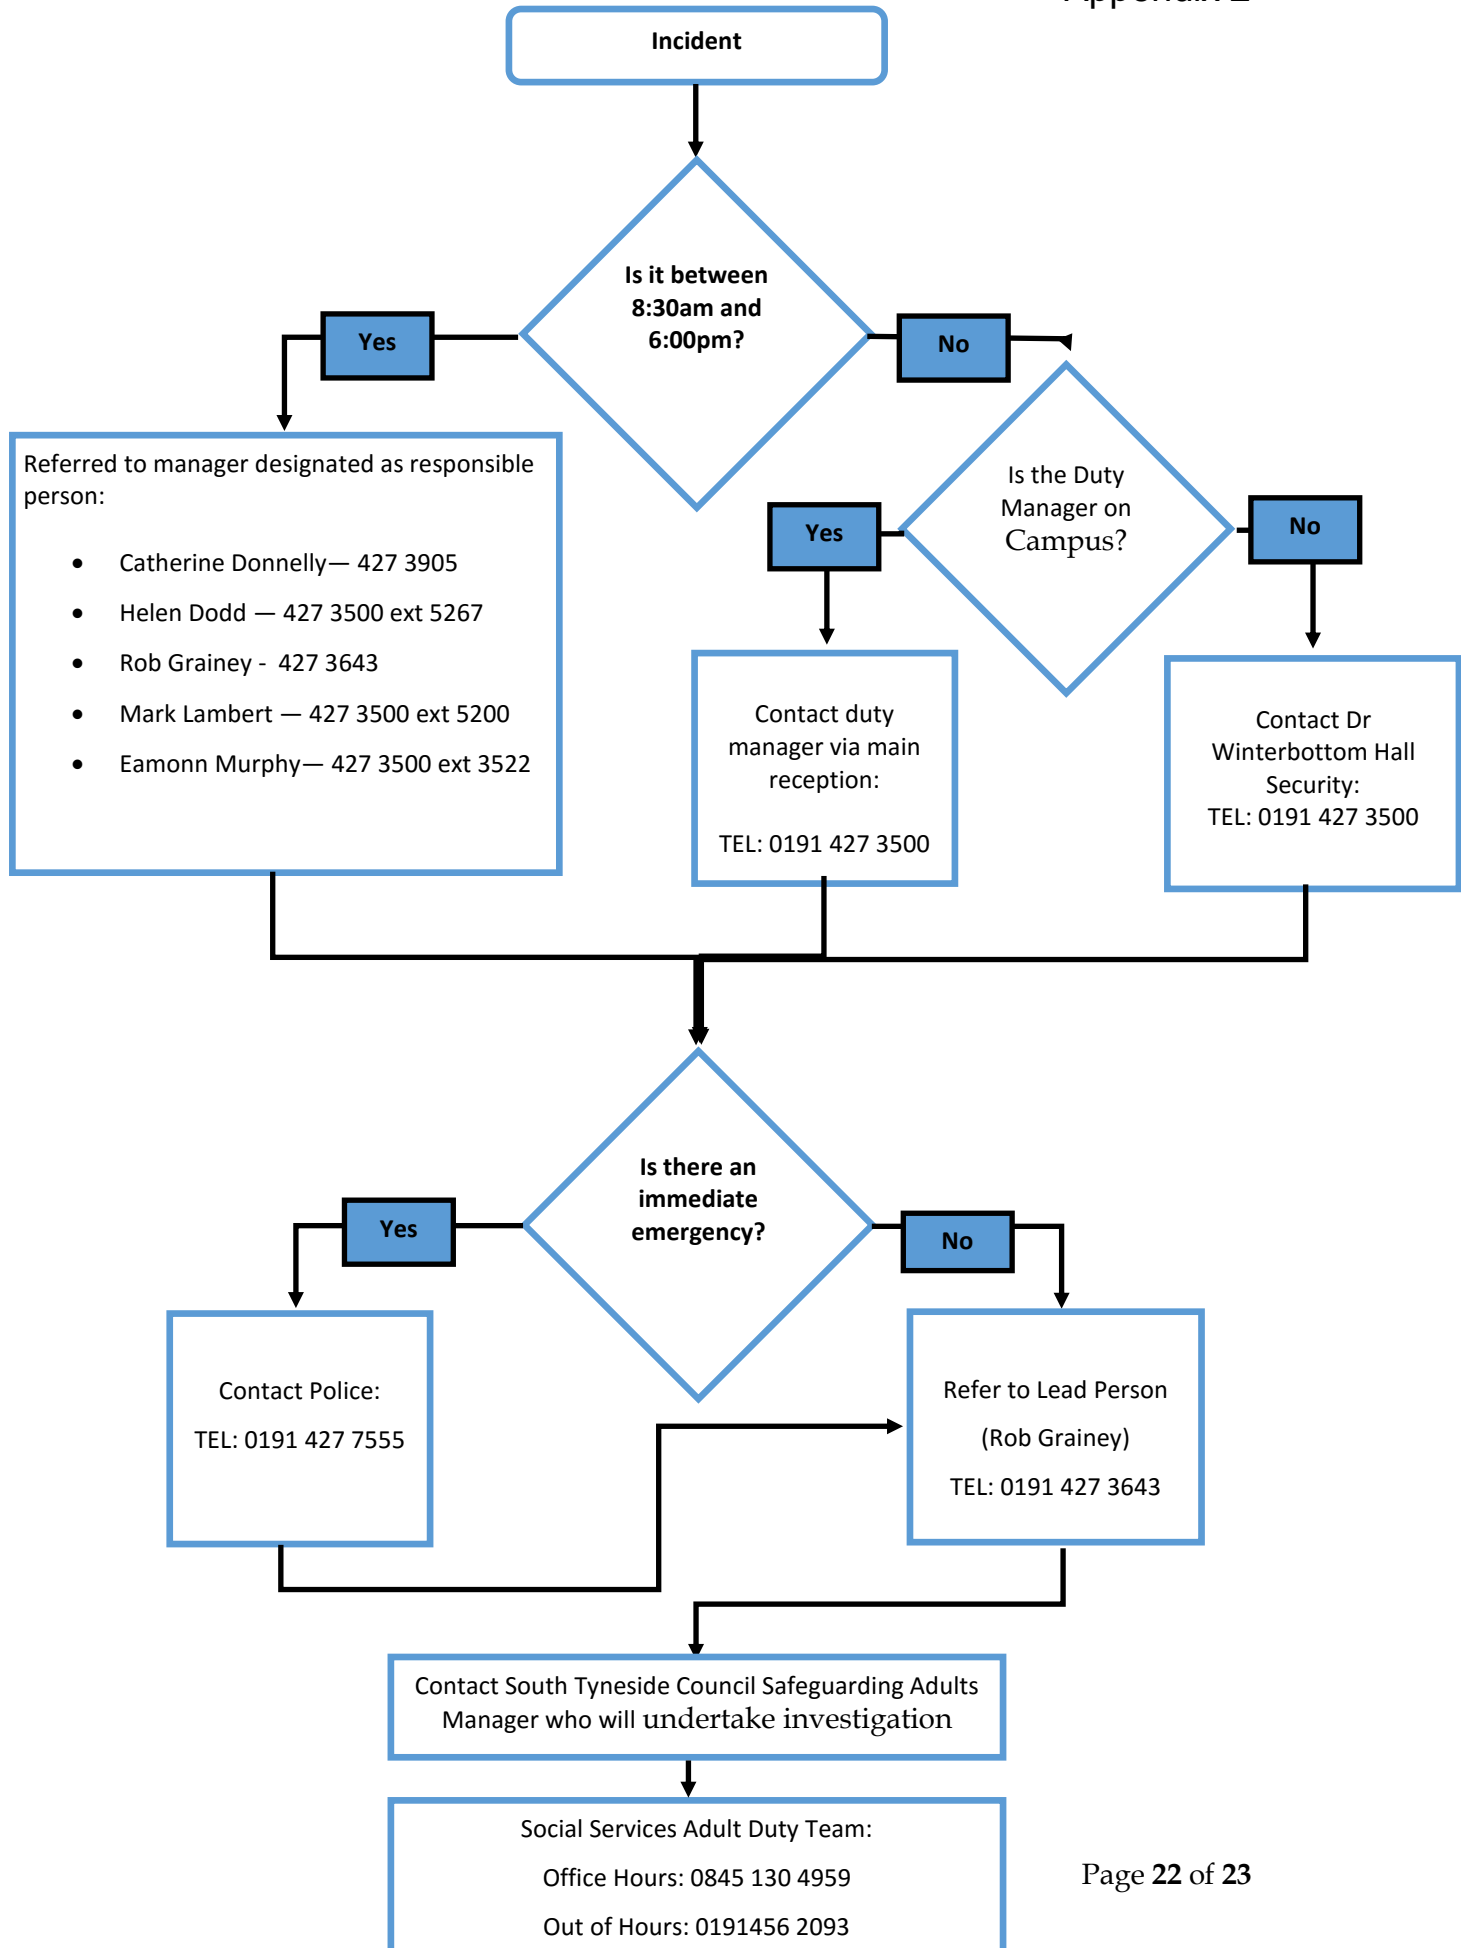 Appendix 2
Incident
Is it between
8:30am and
6:00pm?
Yes
No
Referred to manager designated as responsible
person:
• Catherine Donnelly— 427 3905
• Helen Dodd — 427 3500 ext 5267
• Rob Grainey - 427 3643
• Mark Lambert — 427 3500 ext 5200
• Eamonn Murphy— 427 3500 ext 3522
Is the Duty
Manager on
Campus?
Yes
No
Contact duty
manager via main
reception:
TEL: 0191 427 3500
Contact Dr
Winterbottom Hall
Security:
TEL: 0191 427 3500
Is there an
immediate
emergency?
Yes
No
Contact Police:
TEL: 0191 427 7555
Refer to Lead Person
(Rob Grainey)
TEL: 0191 427 3643
Contact South Tyneside Council Safeguarding Adults
Manager who will undertake investigation
Social Services Adult Duty Team:
Office Hours: 0845 130 4959
Out of Hours: 0191456 2093
Page 22 of 23